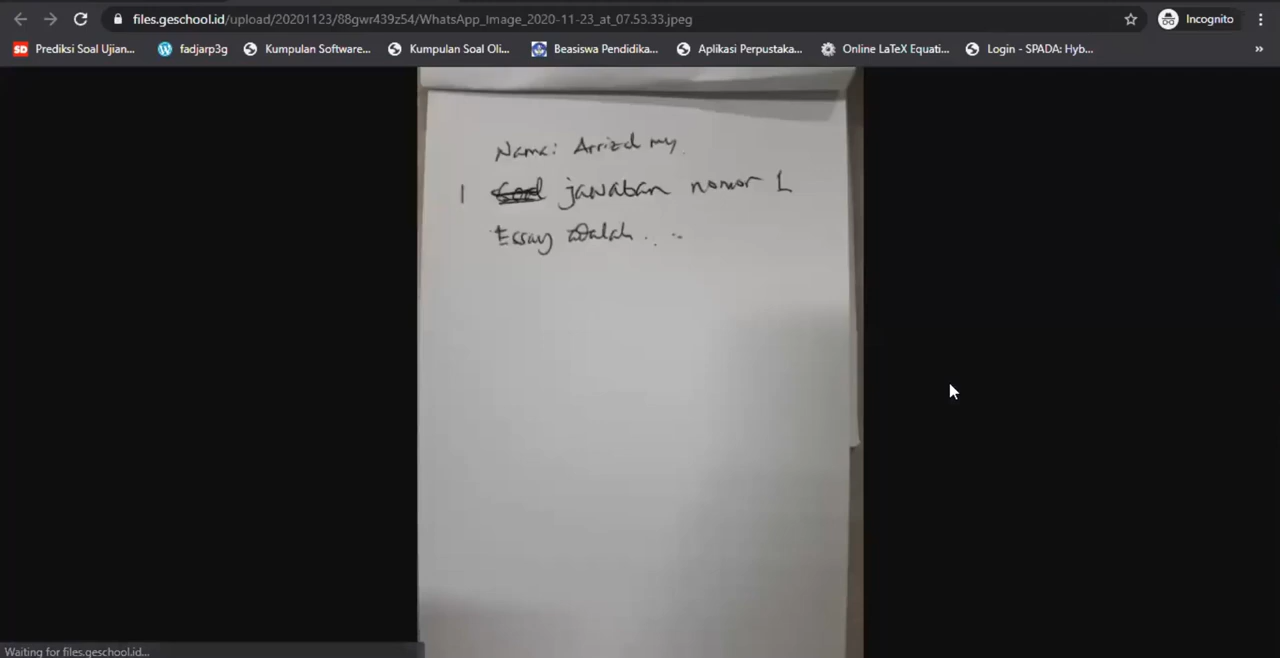 files.geschool.id/upload/20201123/88gwr439z54/WhatsApp_Image_2020-11-23_at_07.53.33.jpeg
Incognito
SD Prediksi Soal Ujian...
fadjarp3g
Kumpulan Software...
Kumpulan Soal Oli...
Beasiswa Pendidika...
Aplikasi Perpustaka...
Online LaTeX Equati...
Login - SPADA: Hyb...
»
Nama: Arrizd my
1 jawaban nomor 1
Essay adalah....
Waiting for files.geschool.id...